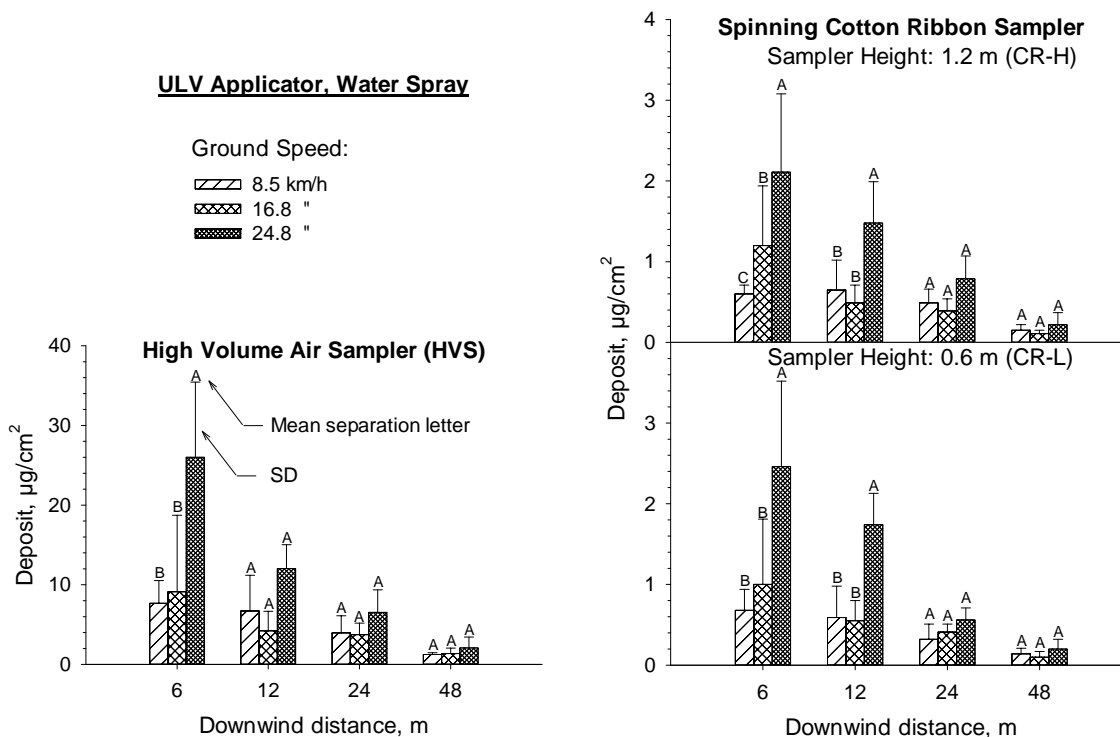 ULV Applicator, Water Spray
Ground Speed:
8.5 km/h
16.8 "
24.8 "
High Volume Air Sampler (HVS)
Deposit, µg/cm2
40
30
20
10
0
B
B
A
A
A
A
A
A
A
A
A
A
Mean separation letter
SD
6 12 24 48
Downwind distance, m
Spinning Cotton Ribbon Sampler
Sampler Height: 1.2 m (CR-H)
Deposit, µg/cm2
4
3
2
1
0
C
B
A
B
B
A
A
A
A
A
A
A
Sampler Height: 0.6 m (CR-L)
3
2
1
0
B
B
A
B
B
A
A
A
A
A
A
A
6 12 24 48
Downwind distance, m